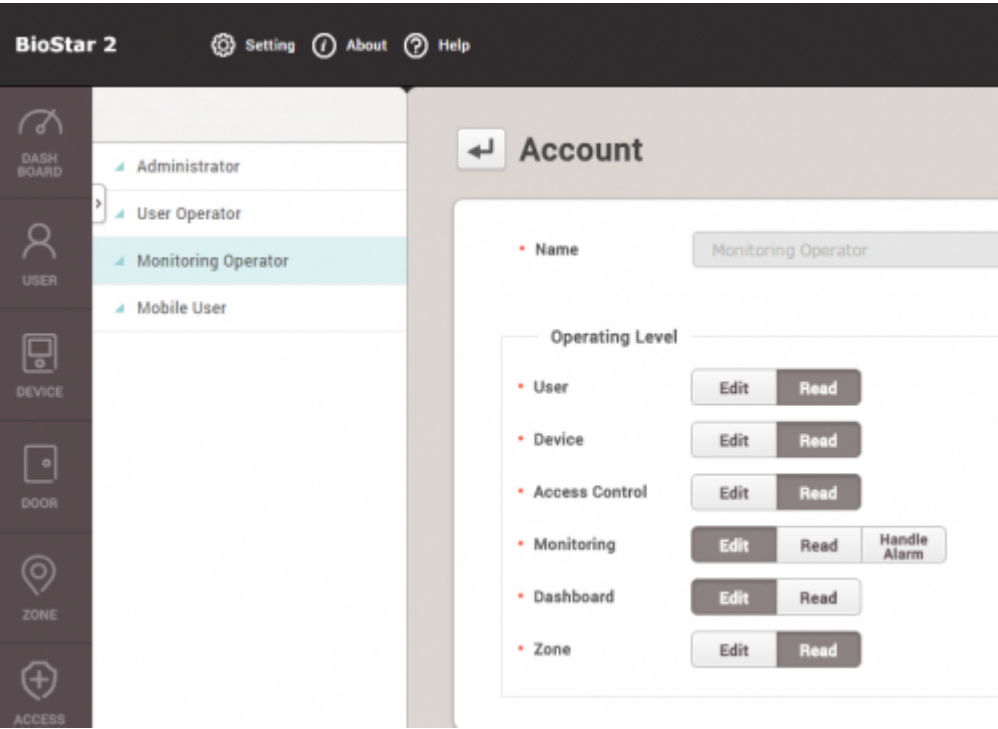 BioStar 2
Setting
About
Help
DASH
BOARD
USER
DEVICE
DOOR
ZONE
ACCESS
Administrator
User Operator
Monitoring Operator
Mobile User
Account
Name
Monitoring Operator
Operating Level
User Edit Read
Device Edit Read
Access Control Edit Read
Monitoring Edit Read Handle Alarm
Dashboard Edit Read
Zone Edit Read